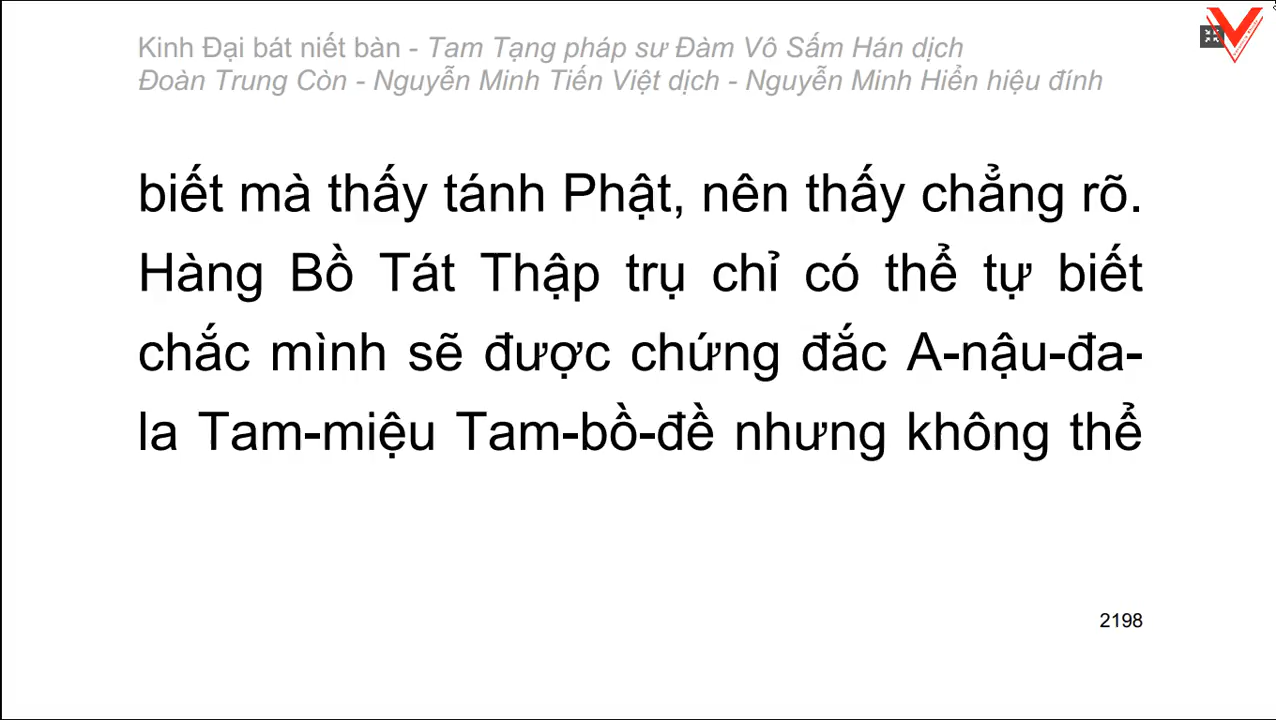 Kinh Đại bát niết bàn - Tam Tạng pháp sư Đàm Vô Sấm Hán dịch
Đoàn Trung Còn - Nguyễn Minh Tiến Việt dịch - Nguyễn Minh Hiển hiệu đính
biết mà thấy tánh Phật, nên thấy chẳng rõ.
Hàng Bồ Tát Thập trụ chỉ có thể tự biết
chắc mình sẽ được chứng đắc A-nậu-đa-
la Tam-miệu Tam-bồ-đề nhưng không thể
2198